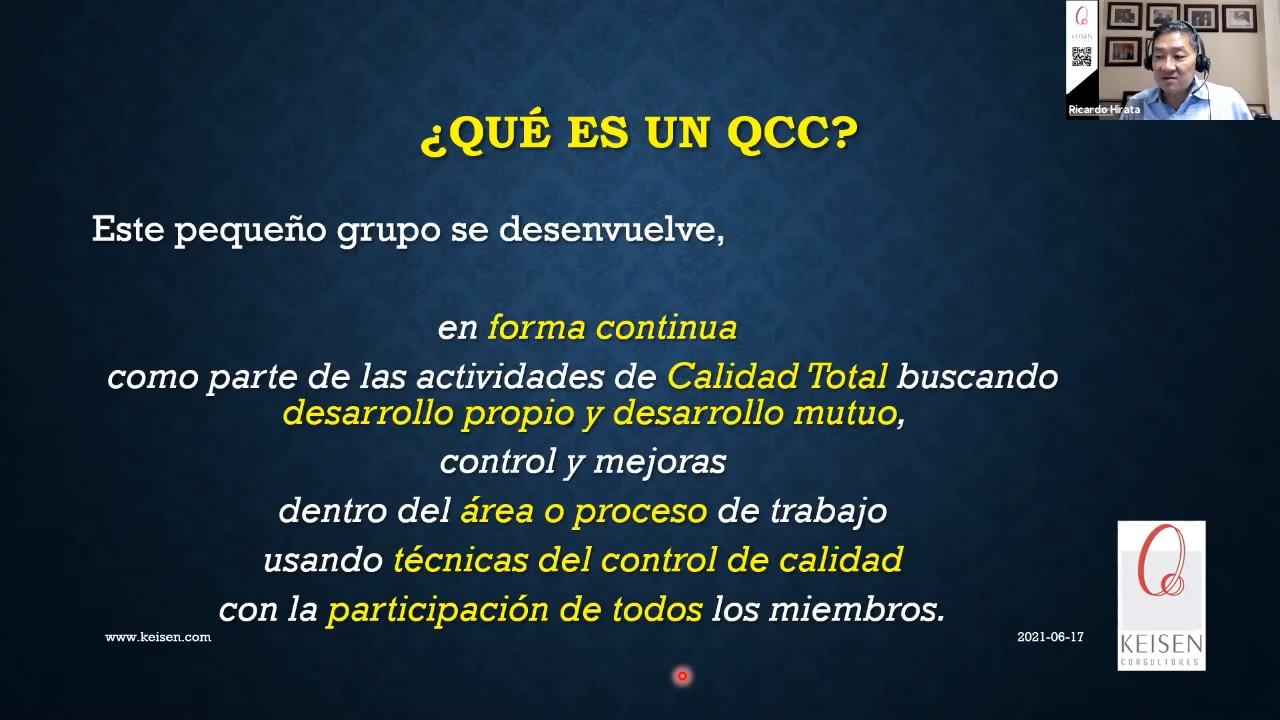 KEISEN
Ricardo Hirata
¿QUÉ ES UN QCC?
Este pequeño grupo se desenvuelve,
en forma continua
como parte de las actividades de Calidad Total buscando
desarrollo propio y desarrollo mutuo,
control y mejoras
dentro del área o proceso de trabajo
usando técnicas del control de calidad
con la participación de todos los miembros.
www.keisen.com
2021-06-17
KEISEN
CONSULTORES